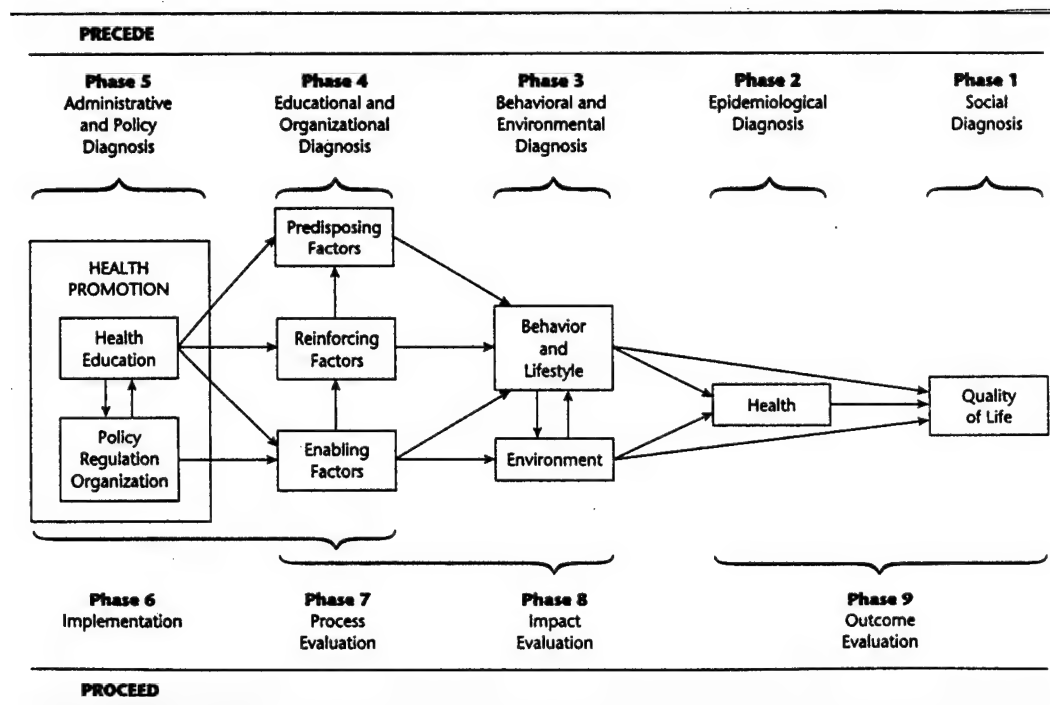 PRECEDE
Phase 5
Administrative
and Policy
Diagnosis
Phase 4
Educational and
Organizational
Diagnosis
Phase 3
Behavioral and
Environmental
Diagnosis
Phase 2
Epidemiological
Diagnosis
Phase 1
Social
Diagnosis
HEALTH
PROMOTION
Health
Education
Policy
Regulation
Organization
Predisposing
Factors
Reinforcing
Factors
Enabling
Factors
Behavior
and
Lifestyle
Environment
Health
Quality
of Life
Phase 6
Implementation
Phase 7
Process
Evaluation
Phase 8
Impact
Evaluation
Phase 9
Outcome
Evaluation
PROCEED